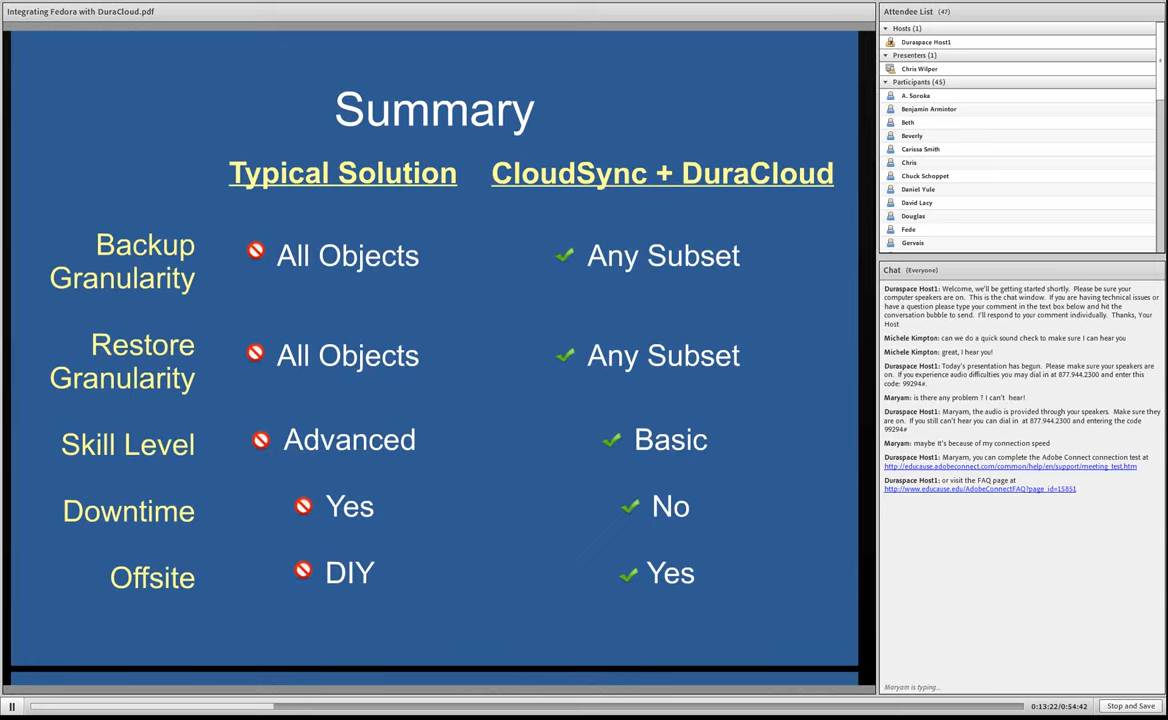 Integrating Fedora with DuraCloud.pdf
Summary
Typical Solution CloudSync + DuraCloud
Backup
Granularity
All Objects Any Subset
Restore
Granularity
All Objects Any Subset
Skill Level Advanced Basic
Downtime Yes No
Offsite DIY Yes
Attendee List (47)
Hosts (1)
Duraspace Host1
Presenters (1)
Chris Wilper
Participants (45)
A. Soroka
Benjamin Armintor
Beth
Beverly
Carissa Smith
Chris
Chuck Schoppet
Daniel Yule
David Lacy
Douglas
Fede
Gervais
Chat (Everyone)
Duraspace Host1: Welcome, we'll be getting started shortly. Please be sure your
computer speakers are on. This is the chat window. If you are having technical issues or
have a question please type your comment in the text box below and hit the
conversation bubble to send. I'll respond to your comment individually. Thanks, Your
Host
Michele Kimpton: can we do a quick sound check to make sure I can hear you
Michele Kimpton: great, I hear you!
Duraspace Host1: Today's presentation has begun. Please make sure your speakers are
on. If you experience audio difficulties you may dial in at 877.944.2300 and enter this
code: 99294#.
Maryam: is there any problem ? I can't hear!
Duraspace Host1: Maryam, the audio is provided through your speakers. Make sure they
are on. If you still can't hear you can dial in at 877.944.2300 and entering the code
99294#
Maryam: maybe it's because of my connection speed
Duraspace Host1: Maryam, you can complete the Adobe Connect connection test at
http://educause.adobeconnect.com/common/help/en/support/meeting_test.htm
Duraspace Host1: or visit the FAQ page at
http://www.educause.edu/AdobeConnectFAQ?page_id=15851
Maryam is typing...
0:13:22/0:54:42 Stop and Save